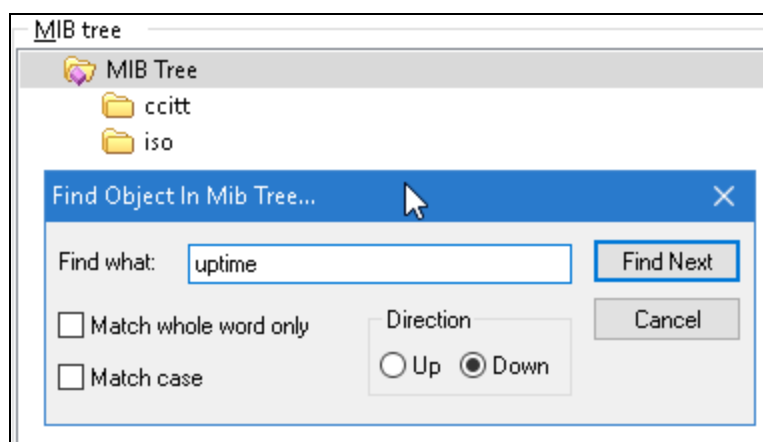 MIB tree
MIB Tree
ccitt
iso
Find Object In Mib Tree...
Find what: uptime Find Next
Match whole word only Direction Cancel
Match case Up Down